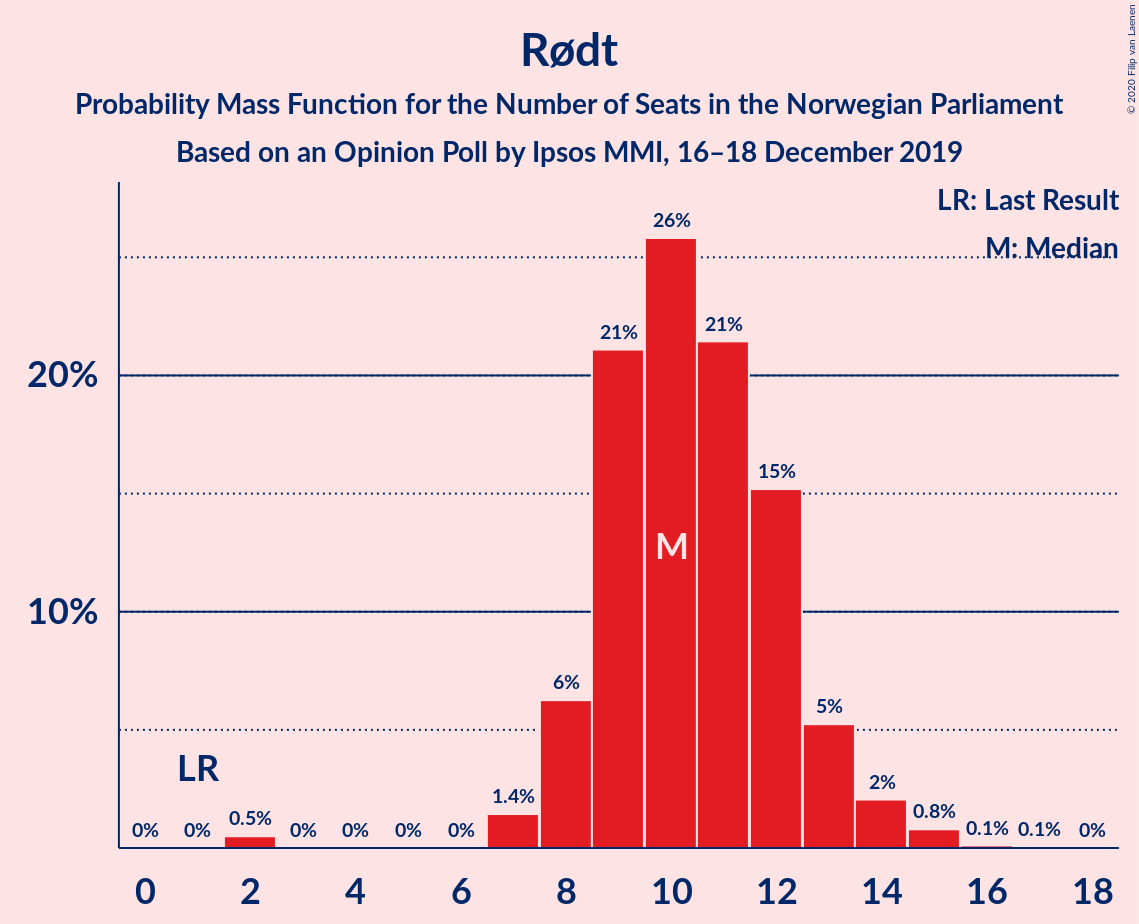 Rødt
Probability Mass Function for the Number of Seats in the Norwegian Parliament
Based on an Opinion Poll by Ipsos MMI, 16–18 December 2019
© 2020 Filip van Laenen
LR: Last Result
M: Median
26%
21%
21%
20%
15%
M
10%
6%
5%
LR
2%
1.4%
0.5%
0.8%
0%
0%
0%
0%
0%
0%
0.1%
0.1%
0%
0 2 4 6 8 10 12 14 16 18